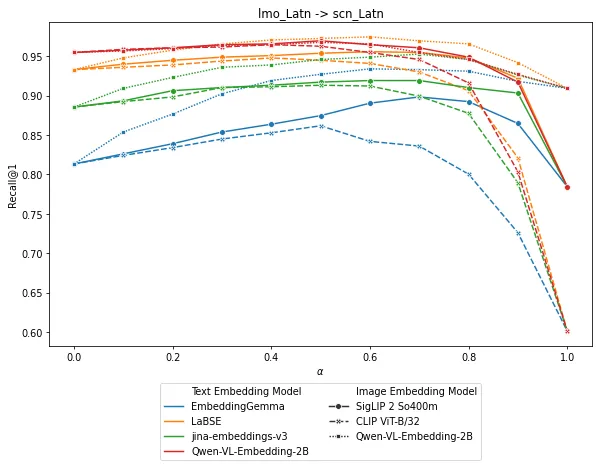 lmo_Latn -> scn_Latn
Recall@1
0.95
0.90
0.85
0.80
0.75
0.70
0.65
0.60
0.0 0.2 0.4 0.6 0.8 1.0
α
Text Embedding Model
EmbeddingGemma
LaBSE
jina-embeddings-v3
Qwen-VL-Embedding-2B
Image Embedding Model
SigLIP 2 So400m
CLIP ViT-B/32
Qwen-VL-Embedding-2B